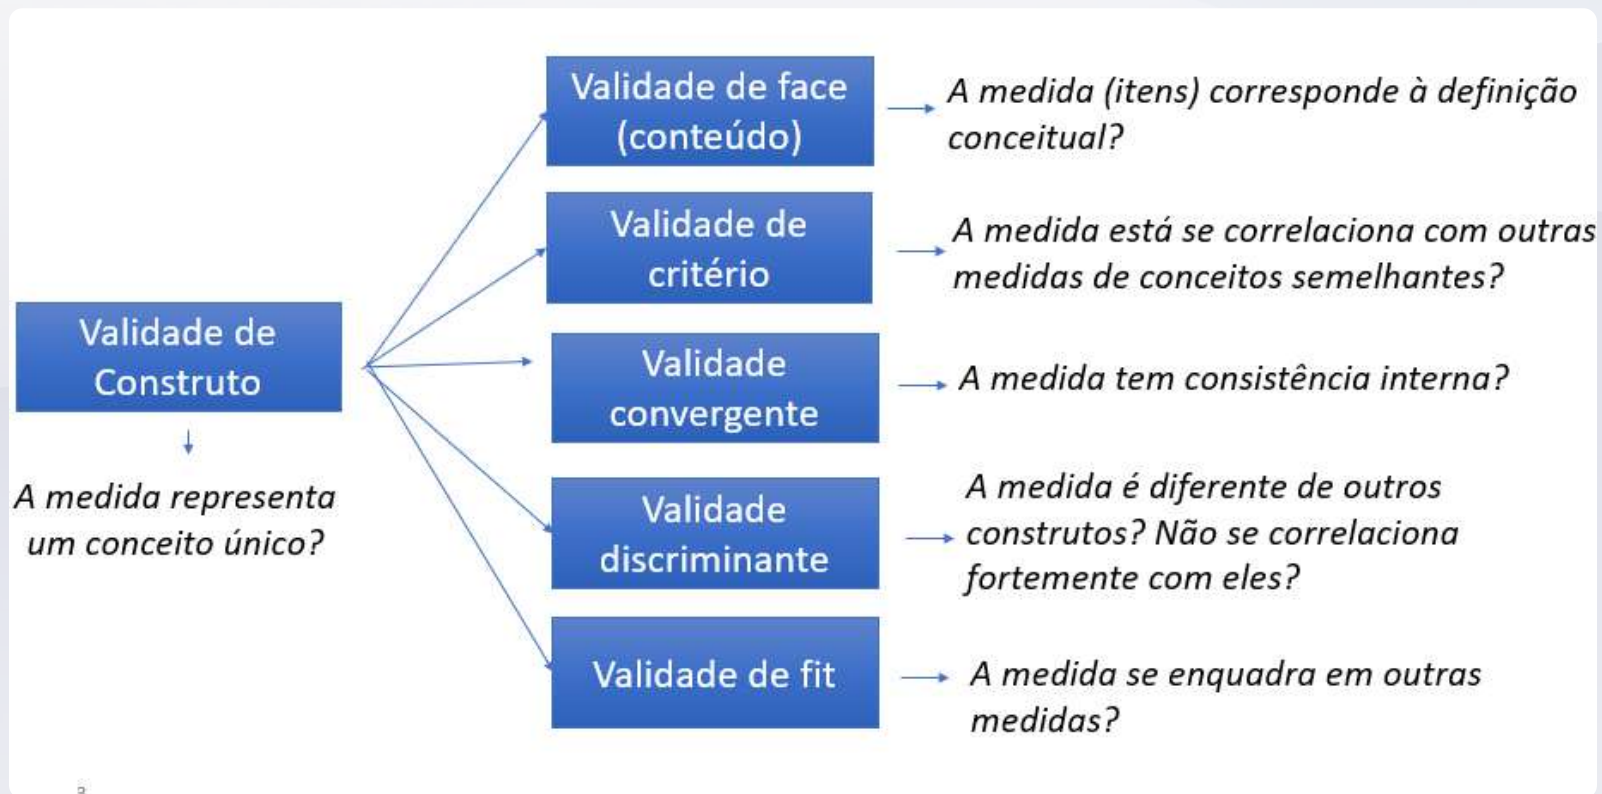 Validade de face
(conteúdo)
A medida (itens) corresponde à definição
conceitual?
Validade de
critério
A medida está se correlaciona com outras
medidas de conceitos semelhantes?
Validade de
Construto
A medida representa
um conceito único?
Validade
convergente
A medida tem consistência interna?
Validade
discriminante
A medida é diferente de outros
construtos? Não se correlaciona
fortemente com eles?
Validade de fit
A medida se enquadra em outras
medidas?